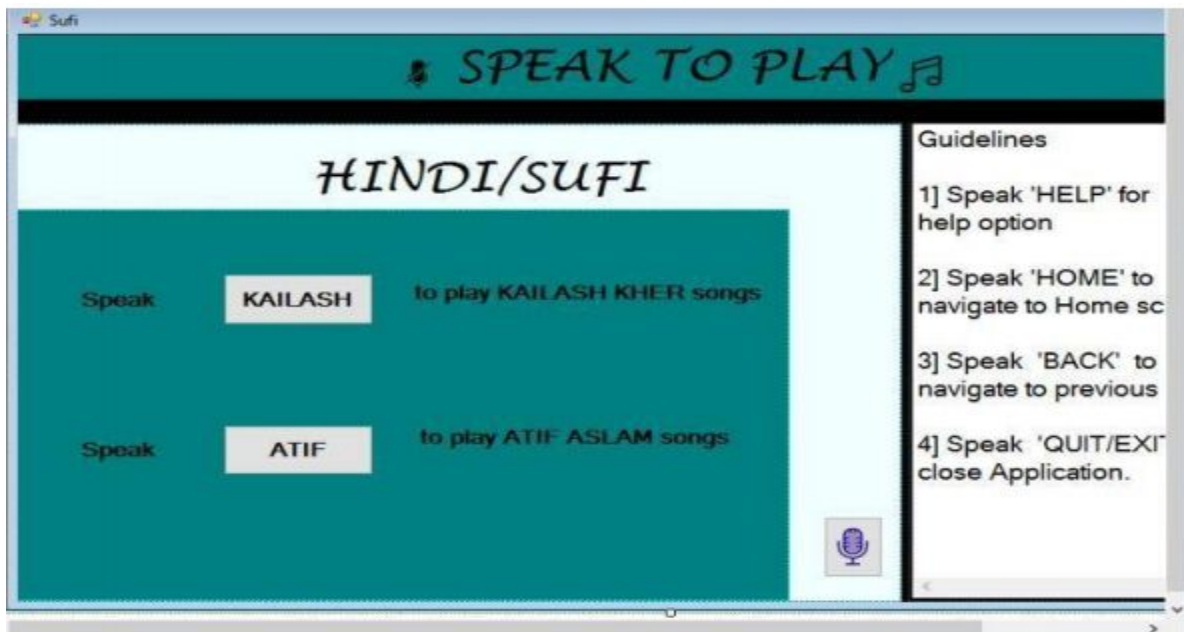 Sufi
SPEAK TO PLAY
HINDI/SUFI
Speak KAILASH to play KAILASH KHER songs
Speak ATIF to play ATIF ASLAM songs
Guidelines
1] Speak 'HELP' for
help option
2] Speak 'HOME' to
navigate to Home sc
3] Speak 'BACK' to
navigate to previous
4] Speak 'QUIT/EXI
close Application.